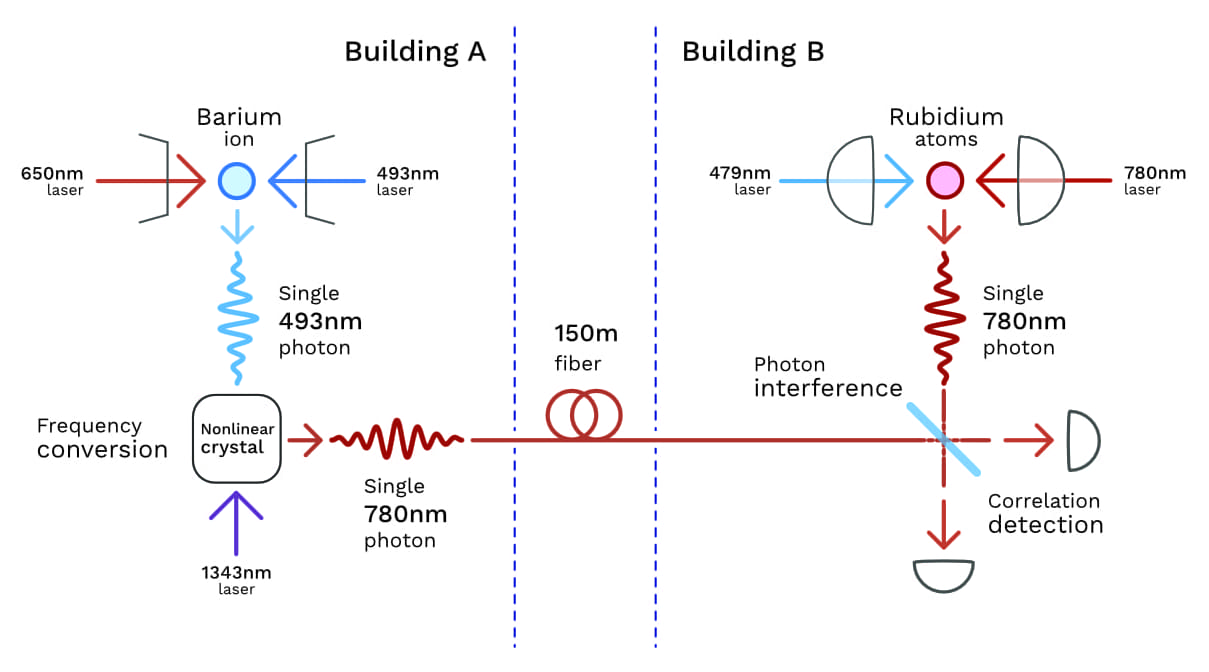 Building A
Building B
Barium
ion
650nm
laser
493nm
laser
Single
493nm
photon
Frequency
conversion
Nonlinear
crystal
1343nm
laser
Single
780nm
photon
150m
fiber
Rubidium
atoms
479nm
laser
780nm
laser
Single
780nm
photon
Photon
interference
Correlation
detection